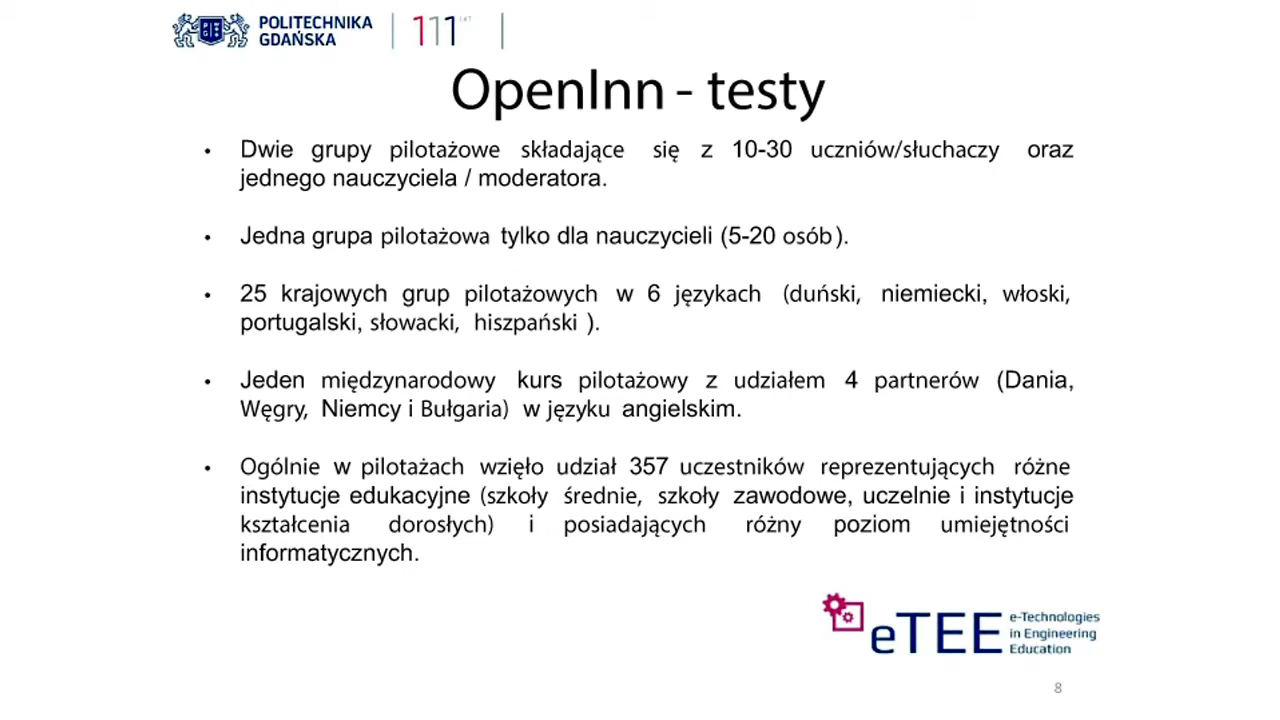 POLITECHNIKA
GDAŃSKA
111 LAT
OpenInn - testy
• Dwie grupy pilotażowe składające się z 10-30 uczniów/słuchaczy oraz
jednego nauczyciela / moderatora.
• Jedna grupa pilotażowa tylko dla nauczycieli (5-20 osób).
• 25 krajowych grup pilotażowych w 6 językach (duński, niemiecki, włoski,
portugalski, słowacki, hiszpański ).
• Jeden międzynarodowy kurs pilotażowy z udziałem 4 partnerów (Dania,
Węgry, Niemcy i Bułgaria) w języku angielskim.
• Ogólnie w pilotażach wzięło udział 357 uczestników reprezentujących różne
instytucje edukacyjne (szkoły średnie, szkoły zawodowe, uczelnie i instytucje
kształcenia dorosłych) i posiadających różny poziom umiejętności
informatycznych.
eTEE
e-Technologies
in Engineering
Education
8